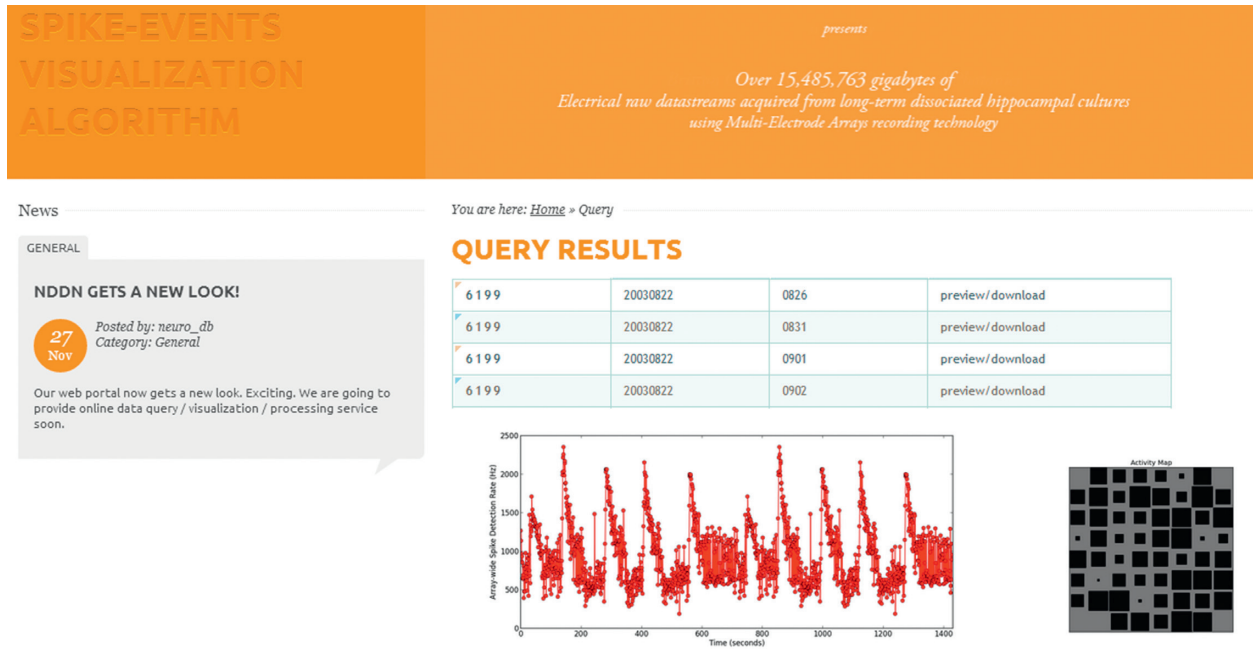 SPIKE-EVENTS
VISUALIZATION
ALGORITHM
presents
Over 15,485,763 gigabytes of
Electrical raw datastreams acquired from long-term dissociated hippocampal cultures
using Multi-Electrode Arrays recording technology
News
GENERAL
NDDN GETS A NEW LOOK!
27
Nov
Posted by: neuro_db
Category: General
Our web portal now gets a new look. Exciting. We are going to
provide online data query / visualization / processing service
soon.
You are here: Home » Query
QUERY RESULTS
6199 20030822 0826 preview/download
6199 20030822 0831 preview/download
6199 20030822 0901 preview/download
6199 20030822 0902 preview/download
Array-wide Spike Detection Rate (Hz)
2500
2000
1500
1000
500
0
0 200 400 600 800 1000 1200 1400
Time (seconds)
Activity Map